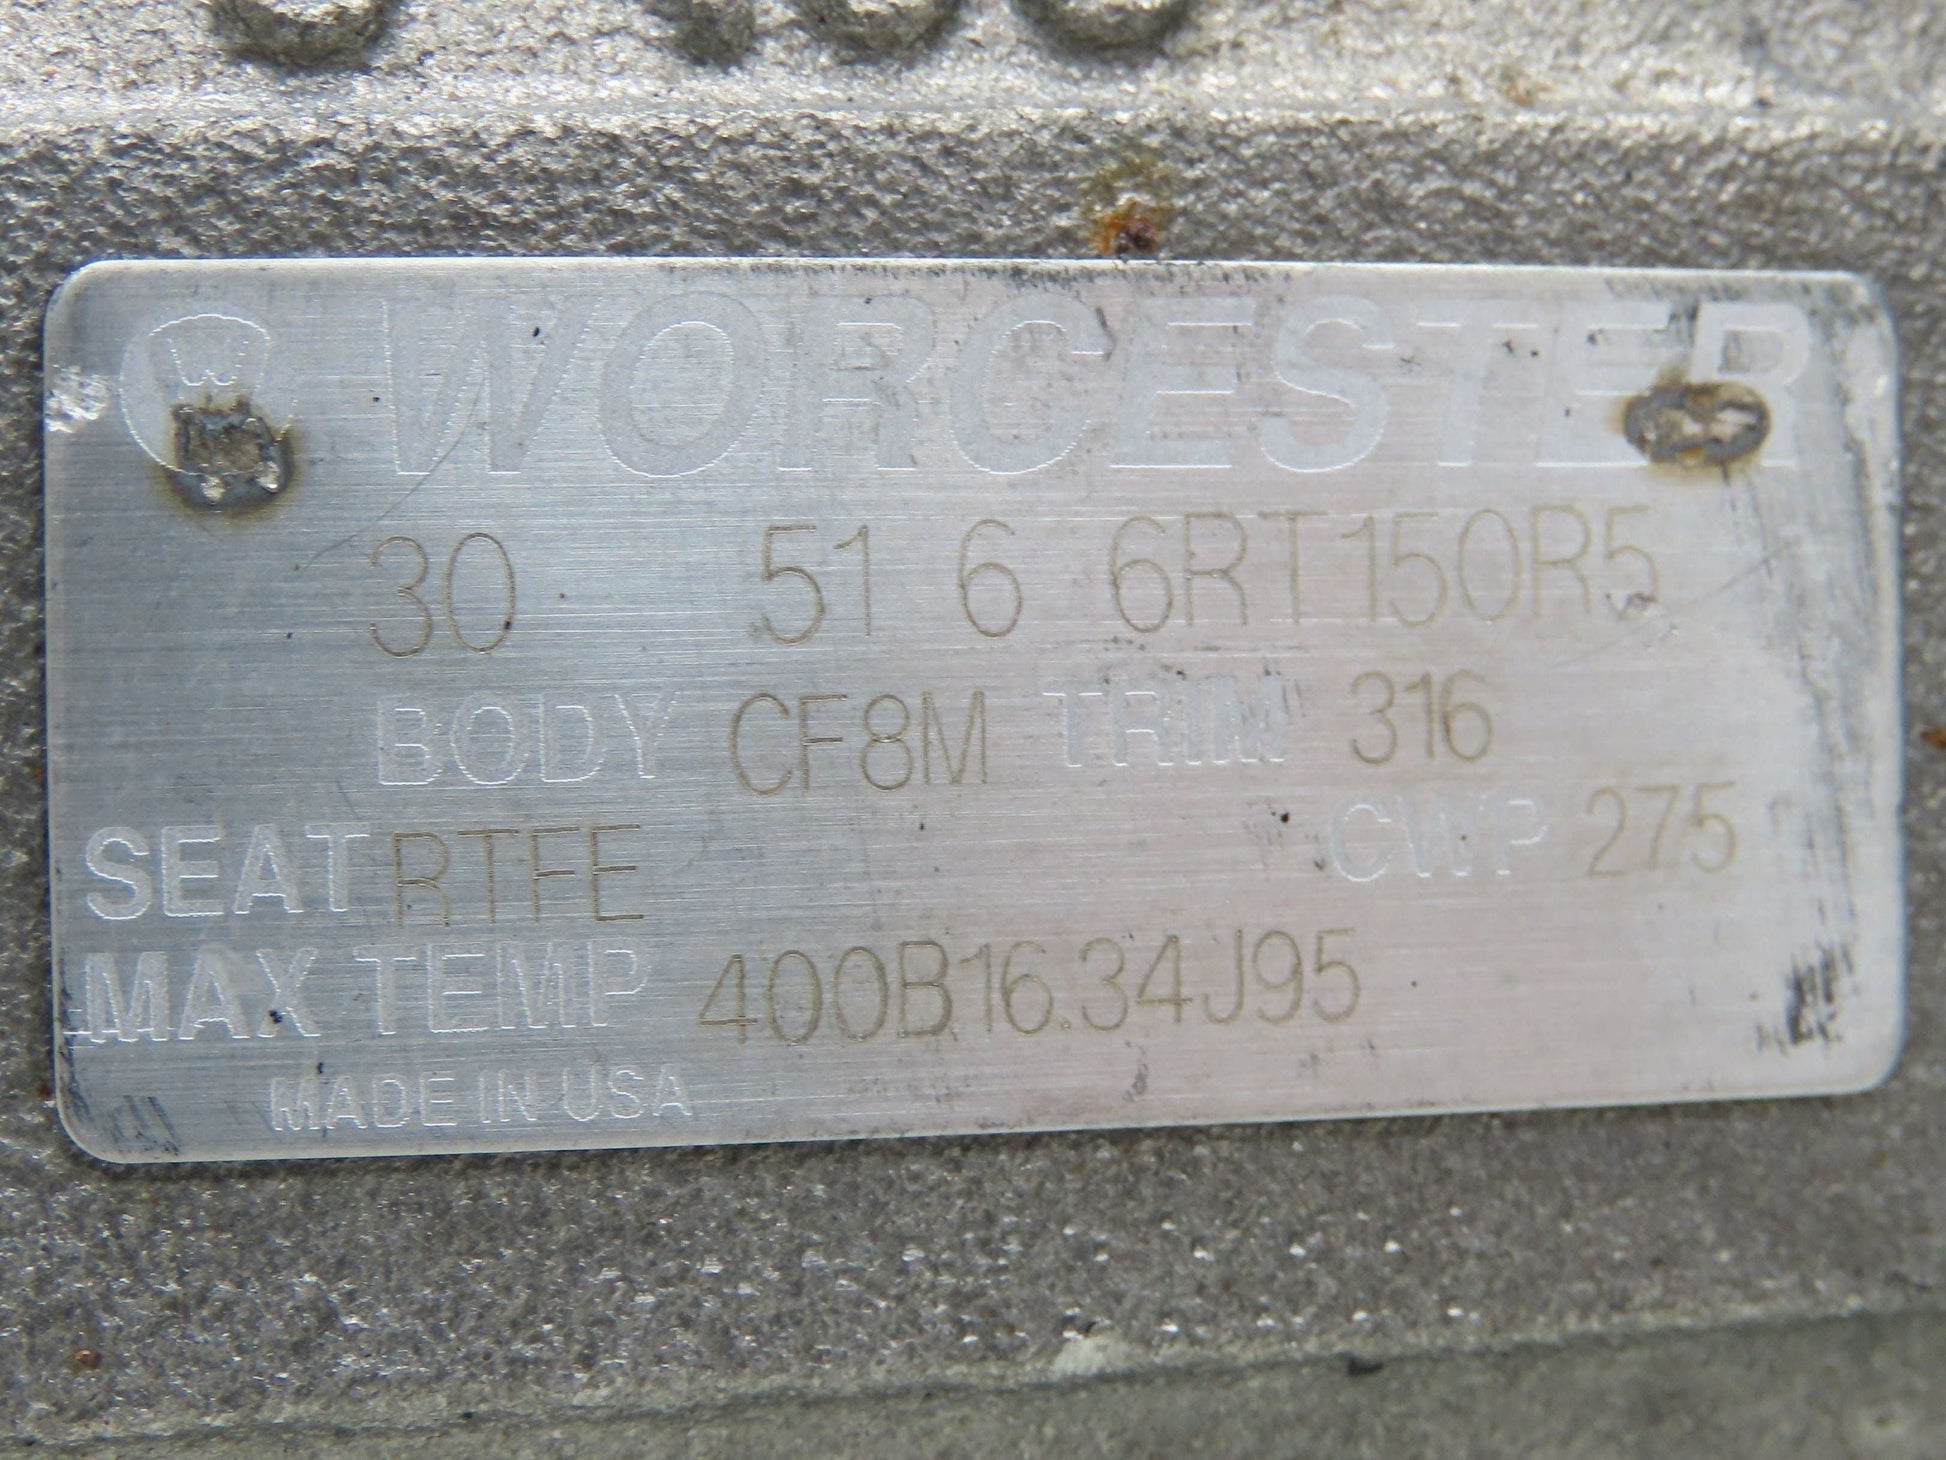 W WORCESTER
30 51 6 6RT150R5
BODY CF8M TRIM 316
SEAT RTFE CWP 275
MAX TEMP 400B16.34J95
MADE IN USA